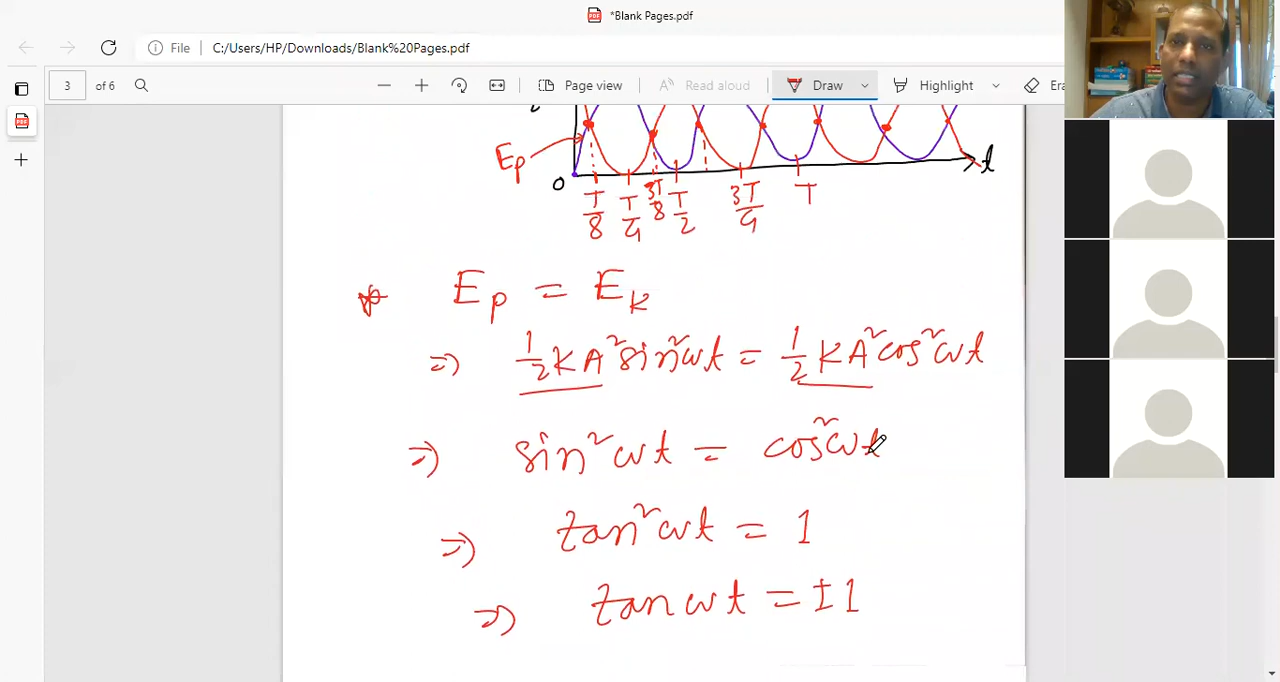 *Blank Pages.pdf
File C:/Users/HP/Downloads/Blank%20Pages.pdf
3 of 6 Page view Read aloud Draw Highlight Era
Ep
0 T/8 T/4 3T/8 T/2 3T/4 T t
Ep = Ek
=> 1/2 KA² sin²ωt = 1/2 KA² cos²ωt
=> sin²ωt = cos²ωt
=> tan²ωt = 1
=> tan ωt = ±1